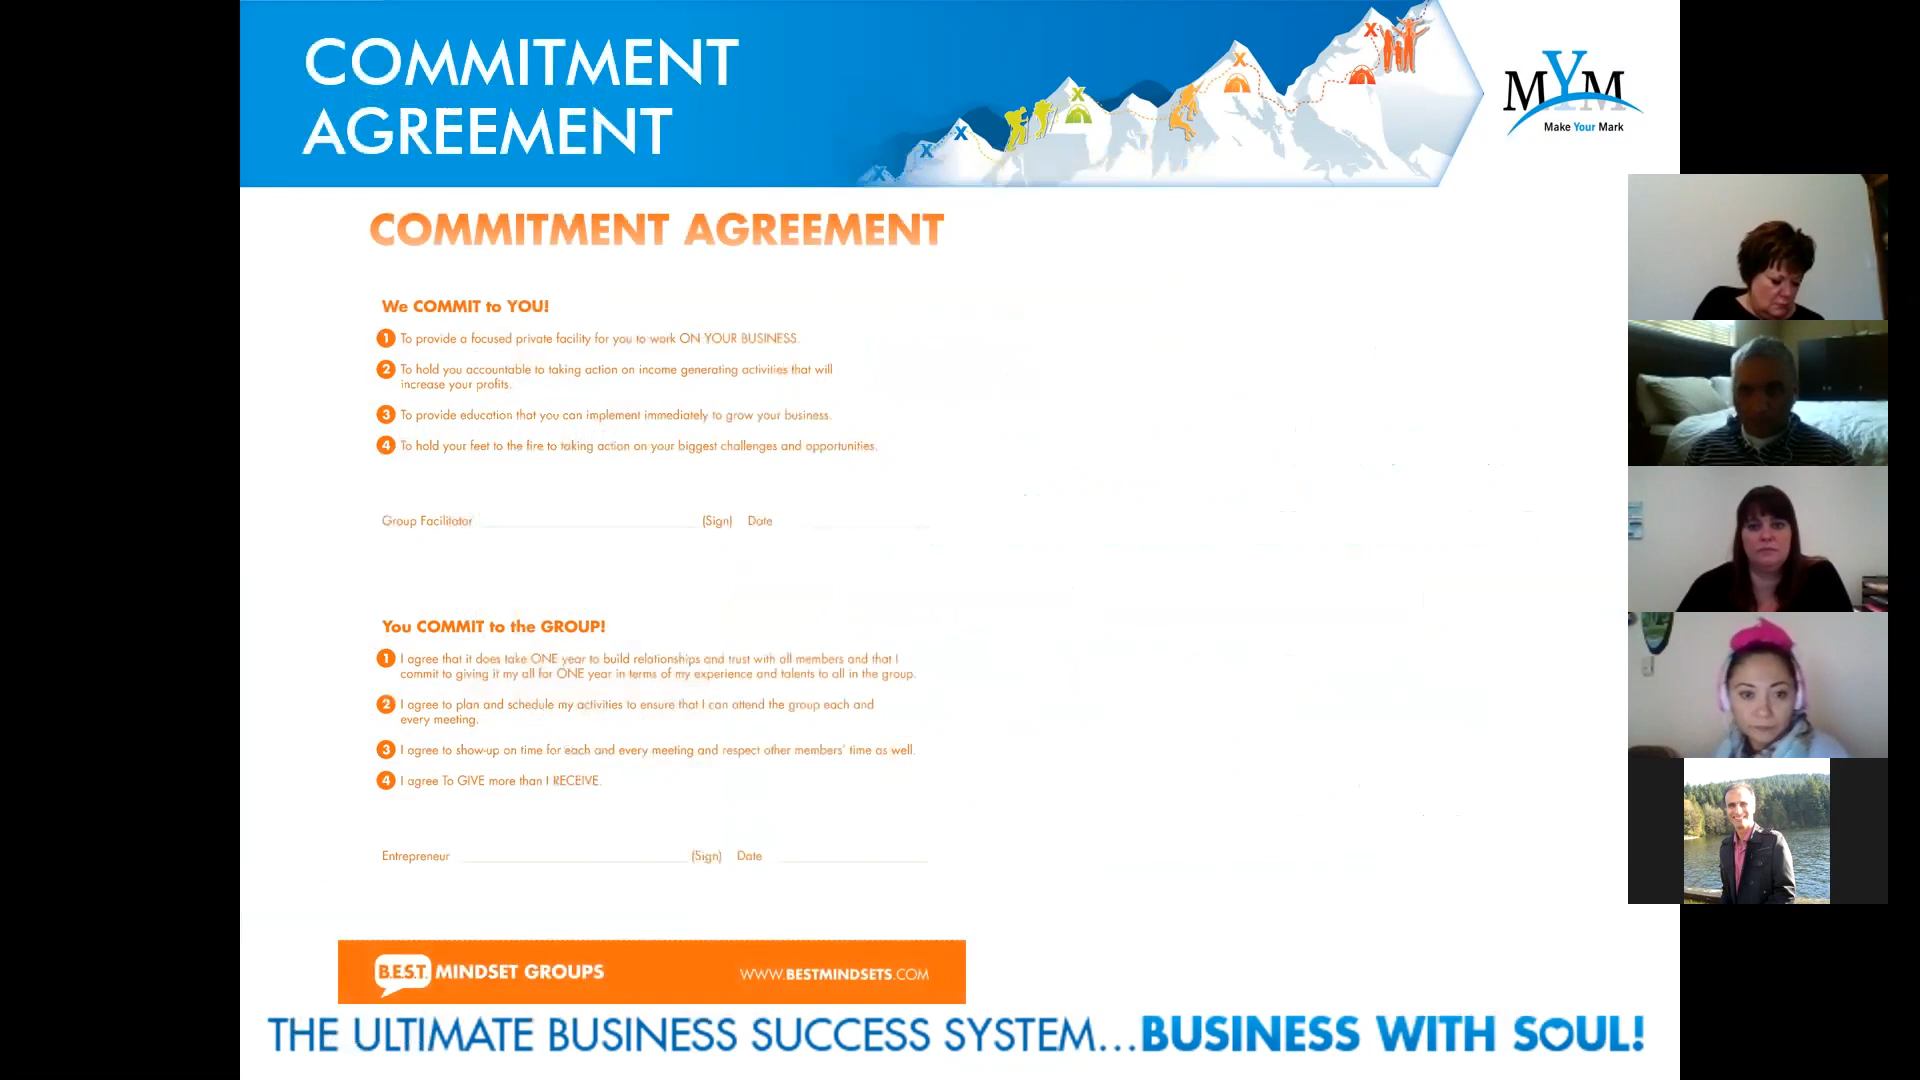 COMMITMENT
AGREEMENT
X X X X X X
MYM
Make Your Mark
COMMITMENT AGREEMENT
We COMMIT to YOU!
1 To provide a focused private facility for you to work ON YOUR BUSINESS.
2 To hold you accountable to taking action on income generating activities that will
increase your profits.
3 To provide education that you can implement immediately to grow your business.
4 To hold your feet to the fire to taking action on your biggest challenges and opportunities.
Group Facilitator (Sign) Date
You COMMIT to the GROUP!
1 I agree that it does take ONE year to build relationships and trust with all members and that I
commit to giving it my all for ONE year in terms of my experience and talents to all in the group.
2 I agree to plan and schedule my activities to ensure that I can attend the group each and
every meeting.
3 I agree to show-up on time for each and every meeting and respect other members' time as well.
4 I agree To GIVE more than I RECEIVE.
Entrepreneur (Sign) Date
B.E.S.T. MINDSET GROUPS WWW.BESTMINDSETS.COM
THE ULTIMATE BUSINESS SUCCESS SYSTEM...BUSINESS WITH SOUL!